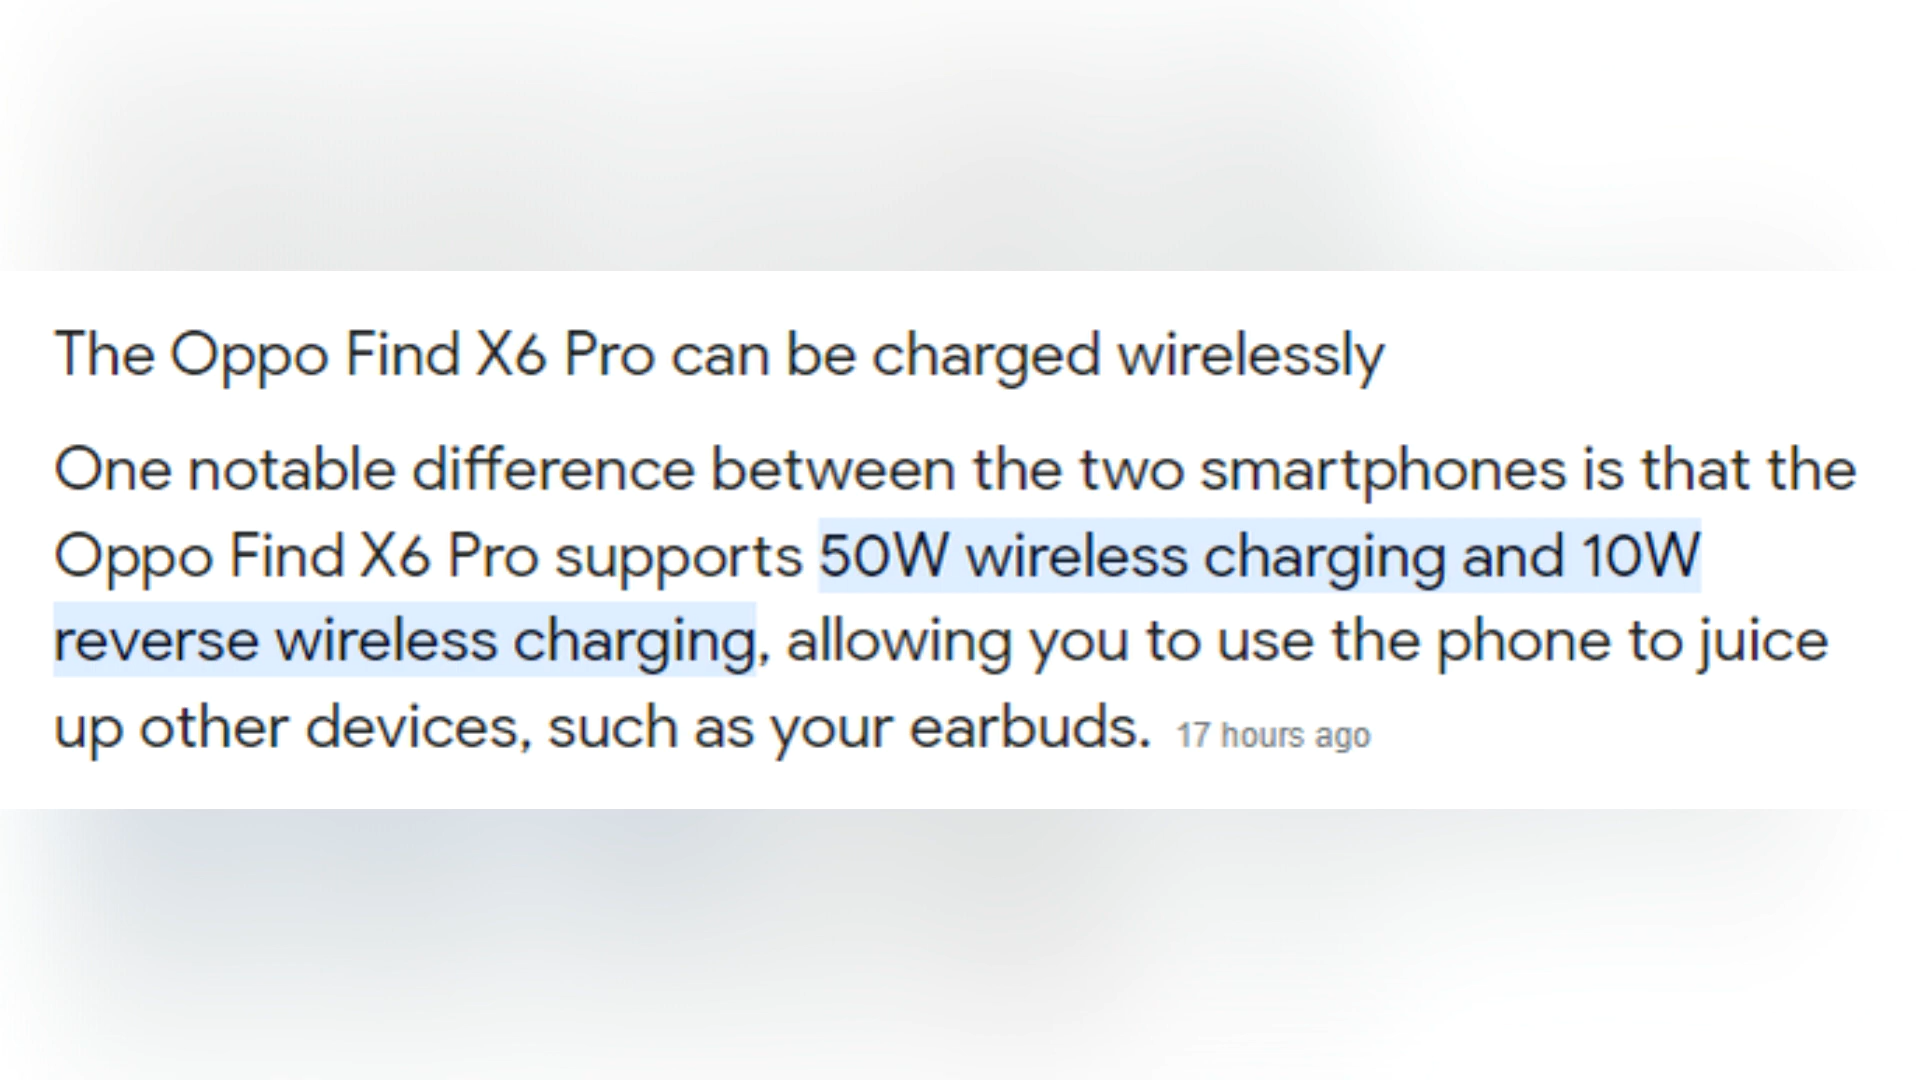 The Oppo Find X6 Pro can be charged wirelessly
One notable difference between the two smartphones is that the
Oppo Find X6 Pro supports 50W wireless charging and 10W
reverse wireless charging, allowing you to use the phone to juice
up other devices, such as your earbuds. 17 hours ago